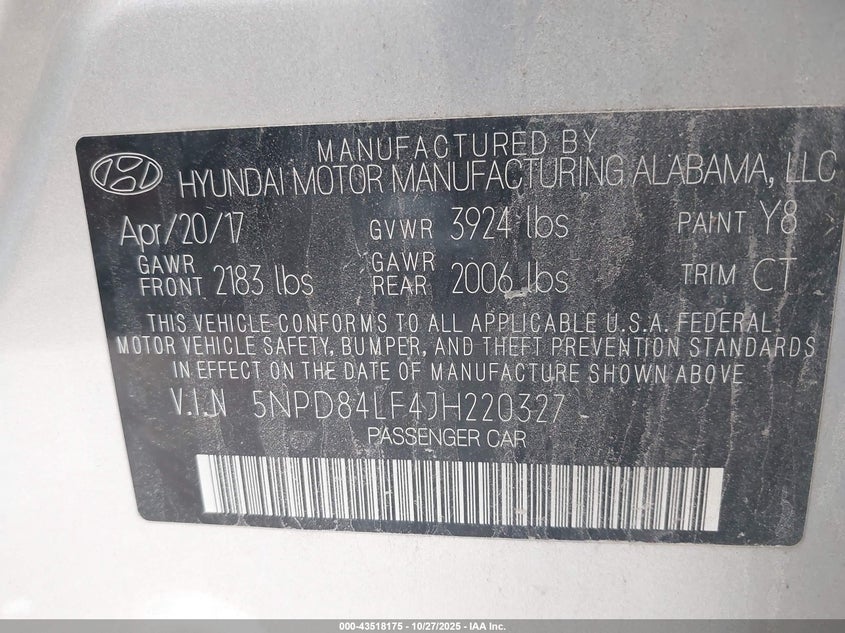 MANUFACTURED BY
HYUNDAI MOTOR MANUFACTURING ALABAMA, LLC
Apr/20/17 GVWR 3924 lbs PAINT Y8
GAWR FRONT 2183 lbs GAWR REAR 2006 lbs TRIM CT
THIS VEHICLE CONFORMS TO ALL APPLICABLE U.S.A. FEDERAL
MOTOR VEHICLE SAFETY, BUMPER, AND THEFT PREVENTION STANDARDS
IN EFFECT ON THE DATE OF MANUFACTURE SHOWN ABOVE
V.I.N 5NPD84LF4JH220327
PASSENGER CAR
000-43518175 - 10/27/2025 - IAA Inc.